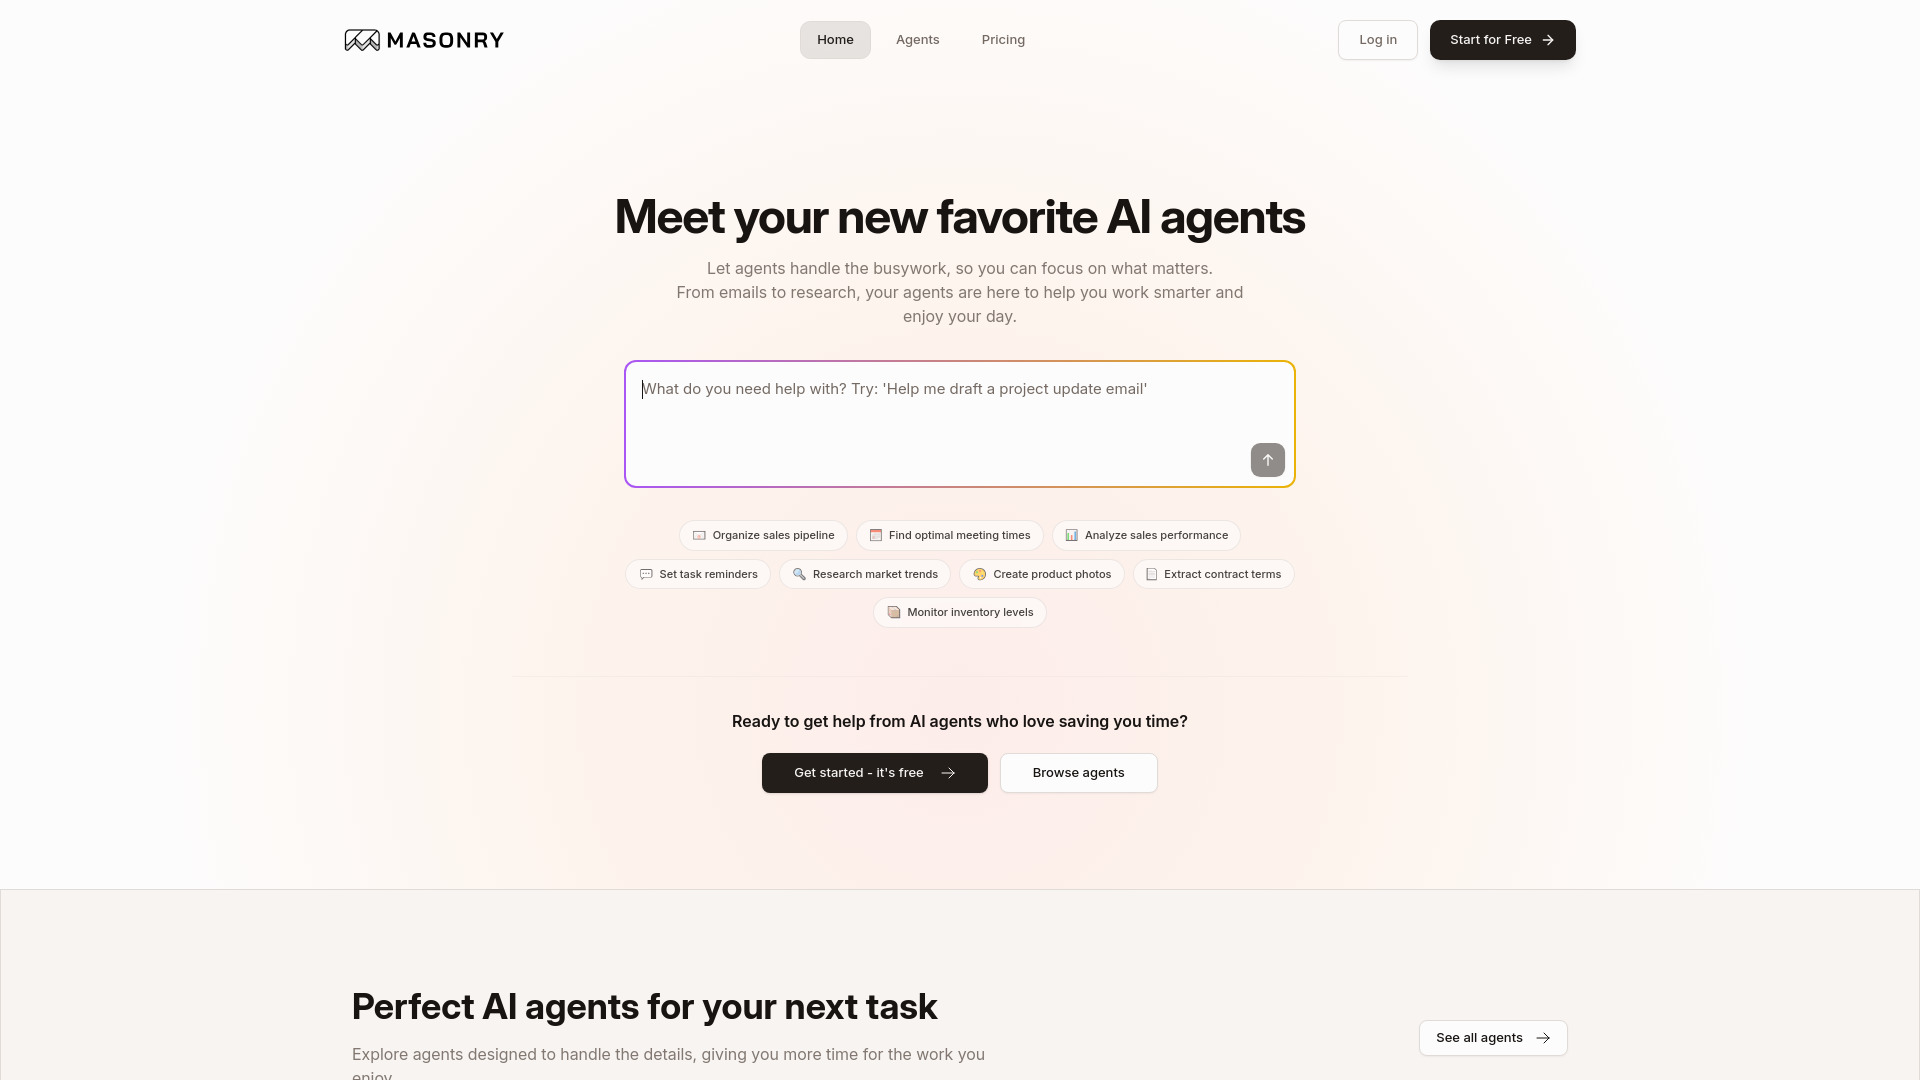 MASONRY
Home
Agents
Pricing
Log in
Start for Free
Meet your new favorite AI agents
Let agents handle the busywork, so you can focus on what matters.
From emails to research, your agents are here to help you work smarter and
enjoy your day.
What do you need help with? Try: 'Help me draft a project update email'
Organize sales pipeline
Find optimal meeting times
Analyze sales performance
Set task reminders
Research market trends
Create product photos
Extract contract terms
Monitor inventory levels
Ready to get help from AI agents who love saving you time?
Get started - it's free
Browse agents
Perfect AI agents for your next task
See all agents
Explore agents designed to handle the details, giving you more time for the work you
enjoy.